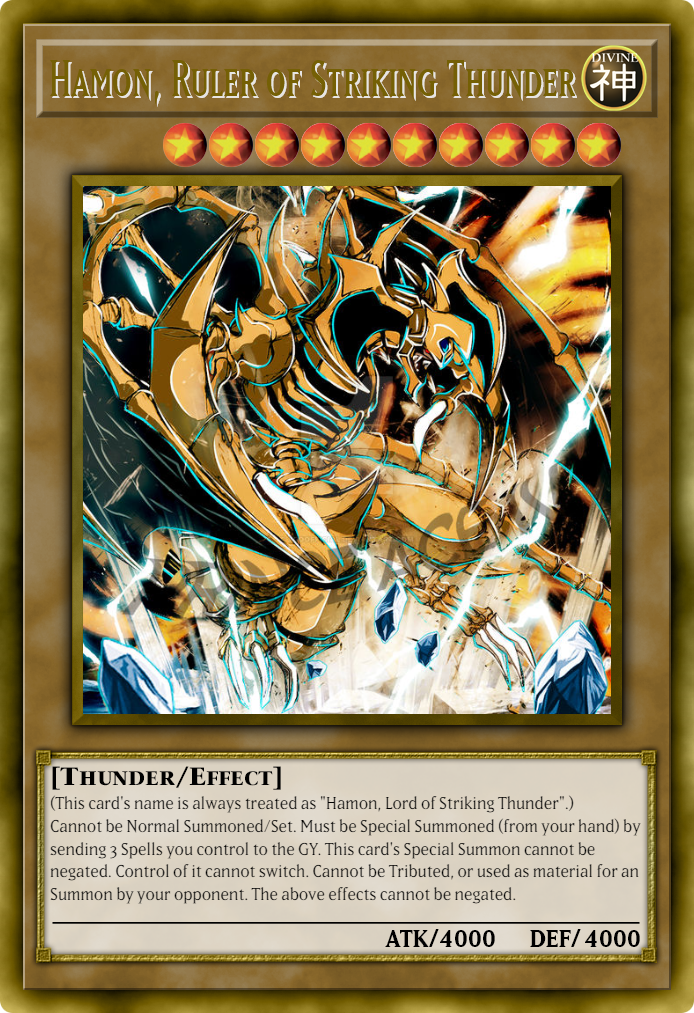 Hamon, Ruler of Striking Thunder
DIVINE
神
[Thunder/Effect]
(This card's name is always treated as "Hamon, Lord of Striking Thunder".)
Cannot be Normal Summoned/Set. Must be Special Summoned (from your hand) by
sending 3 Spells you control to the GY. This card's Special Summon cannot be
negated. Control of it cannot switch. Cannot be Tributed, or used as material for an
Summon by your opponent. The above effects cannot be negated.
ATK/4000 DEF/ 4000